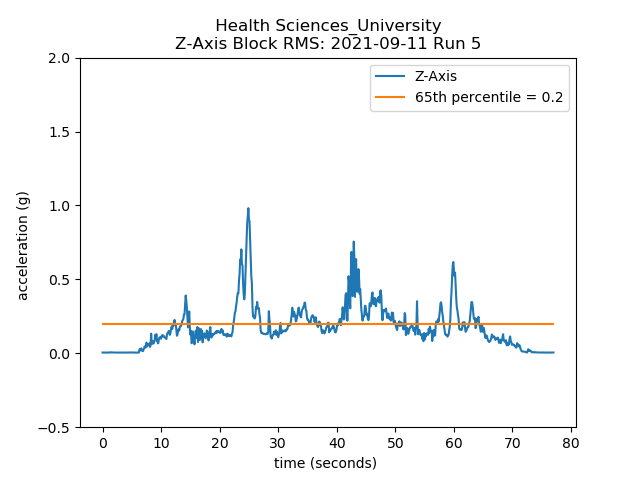 Health Sciences_University
Z-Axis Block RMS: 2021-09-11 Run 5
2.0
1.5
1.0
0.5
0.0
−0.5
acceleration (g)
Z-Axis
65th percentile = 0.2
0 10 20 30 40 50 60 70 80
time (seconds)